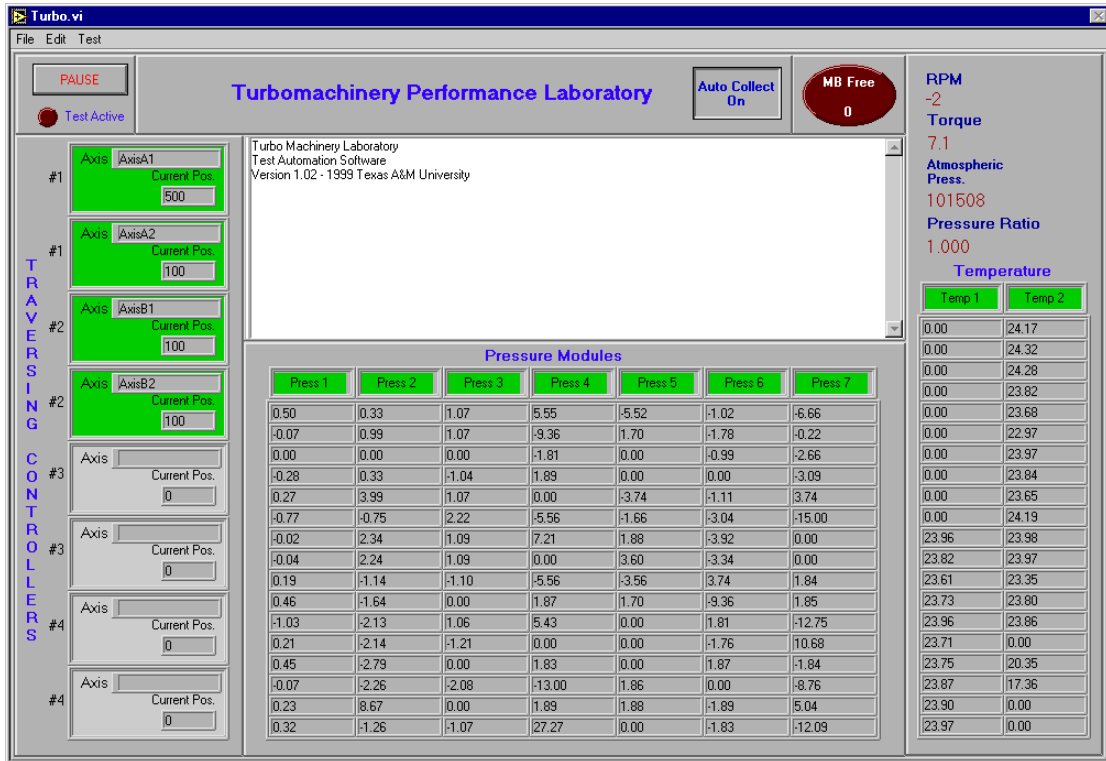 Turbo.vi
File Edit Test
PAUSE
Test Active
Turbomachinery Performance Laboratory
Auto Collect
On
MB Free
0
TRAVERSING CONTROLLERS
#1 Axis AxisA1
Current Pos.
500
#1 Axis AxisA2
Current Pos.
100
#2 Axis AxisB1
Current Pos.
100
#2 Axis AxisB2
Current Pos.
100
#3 Axis
Current Pos.
0
#3 Axis
Current Pos.
0
#4 Axis
Current Pos.
0
#4 Axis
Current Pos.
0
Turbo Machinery Laboratory
Test Automation Software
Version 1.02 - 1999 Texas A&M University
Pressure Modules
Press 1 Press 2 Press 3 Press 4 Press 5 Press 6 Press 7
0.50 0.33 1.07 5.55 -5.52 -1.02 -6.66
-0.07 0.99 1.07 -9.36 1.70 -1.78 -0.22
0.00 0.00 0.00 -1.81 0.00 -0.99 -2.66
-0.28 0.33 -1.04 1.89 0.00 0.00 -3.09
0.27 3.99 1.07 0.00 -3.74 -1.11 3.74
-0.77 -0.75 2.22 -5.56 -1.66 -3.04 -15.00
-0.02 2.34 1.09 7.21 1.88 -3.92 0.00
-0.04 2.24 1.09 0.00 3.60 -3.34 0.00
0.19 -1.14 -1.10 -5.56 -3.56 3.74 1.84
0.46 -1.64 0.00 1.87 1.70 -9.36 1.85
-1.03 -2.13 1.06 5.43 0.00 1.81 -12.75
0.21 -2.14 -1.21 0.00 0.00 -1.76 10.68
0.45 -2.79 0.00 1.83 0.00 1.87 -1.84
-0.07 -2.26 -2.08 -13.00 1.86 0.00 -8.76
0.23 8.67 0.00 1.89 1.88 -1.89 5.04
0.32 -1.26 -1.07 27.27 0.00 -1.83 -12.09
RPM
-2
Torque
7.1
Atmospheric
Press.
101508
Pressure Ratio
1.000
Temperature
Temp 1 Temp 2
0.00 24.17
0.00 24.32
0.00 24.28
0.00 23.82
0.00 23.68
0.00 22.97
0.00 23.97
0.00 23.84
0.00 23.65
0.00 24.19
23.96 23.98
23.82 23.97
23.61 23.35
23.73 23.80
23.96 23.86
23.71 0.00
23.75 20.35
23.87 17.36
23.90 0.00
23.97 0.00